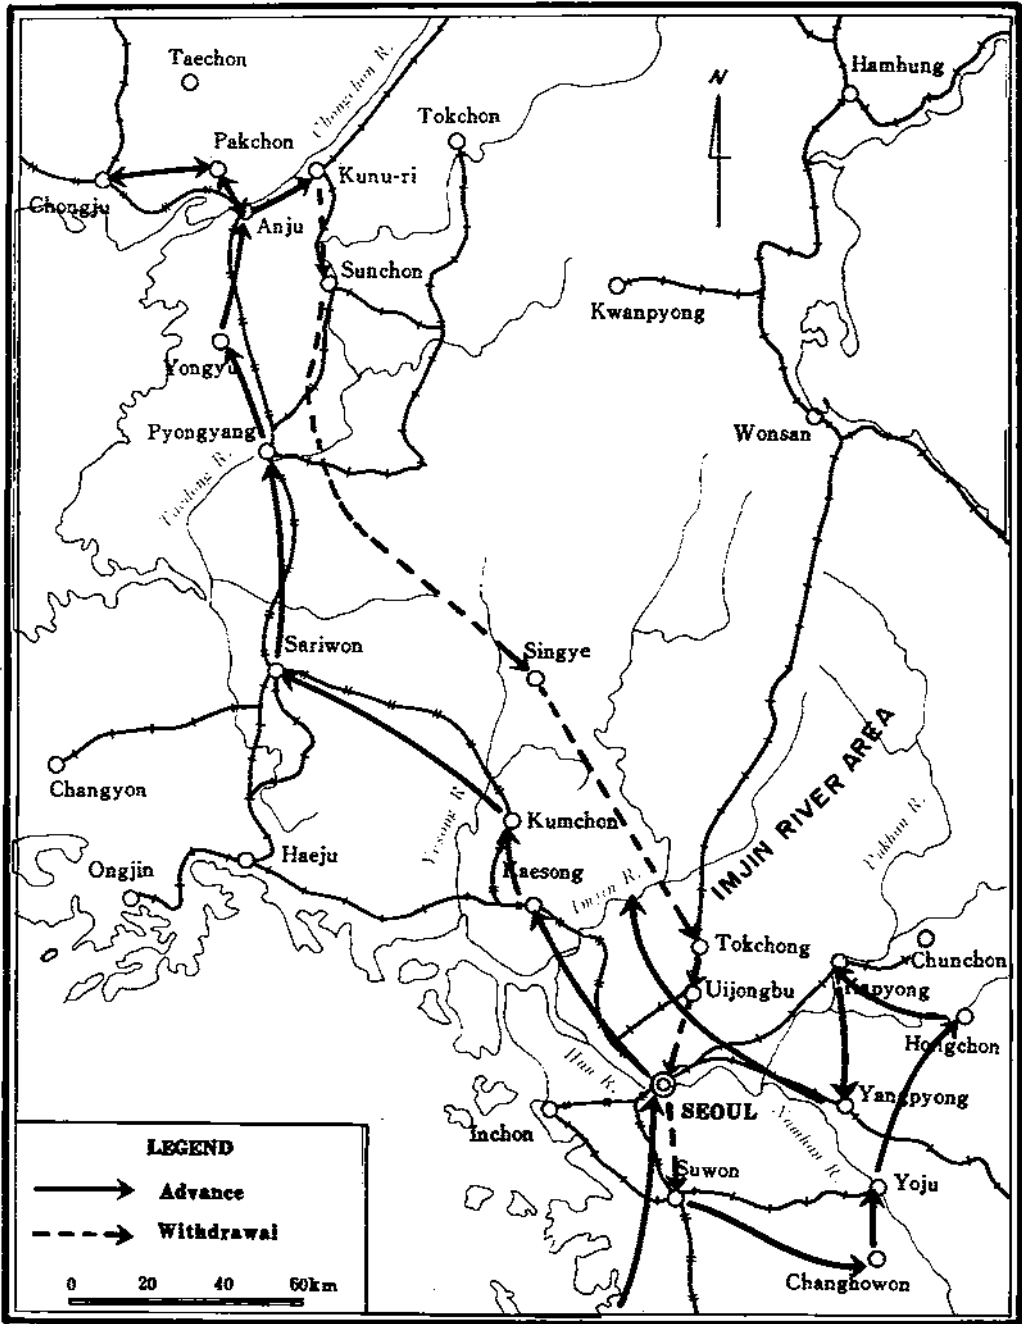 Taechon
Hamhung
N
Chongchon R.
Tokchon
Pakchon
Kunu-ri
Chongju
Anju
Sunchon
Kwanpyong
Yongyu
Pyongyang
Wonsan
Taedong R.
Sariwon
Singye
IMJIN RIVER AREA
Changyon
Kumchon
Yesong R.
Pukhan R.
Haeju
Kaesong
Ongjin
Imjin R.
Tokchong
Chunchon
Uijongbu
Kapyong
Hongchon
Han R.
Yangpyong
SEOUL
Inchon
Namhan R.
LEGEND
Suwon
Yoju
Advance
Withdrawal
Changhowon
0 20 40 60km